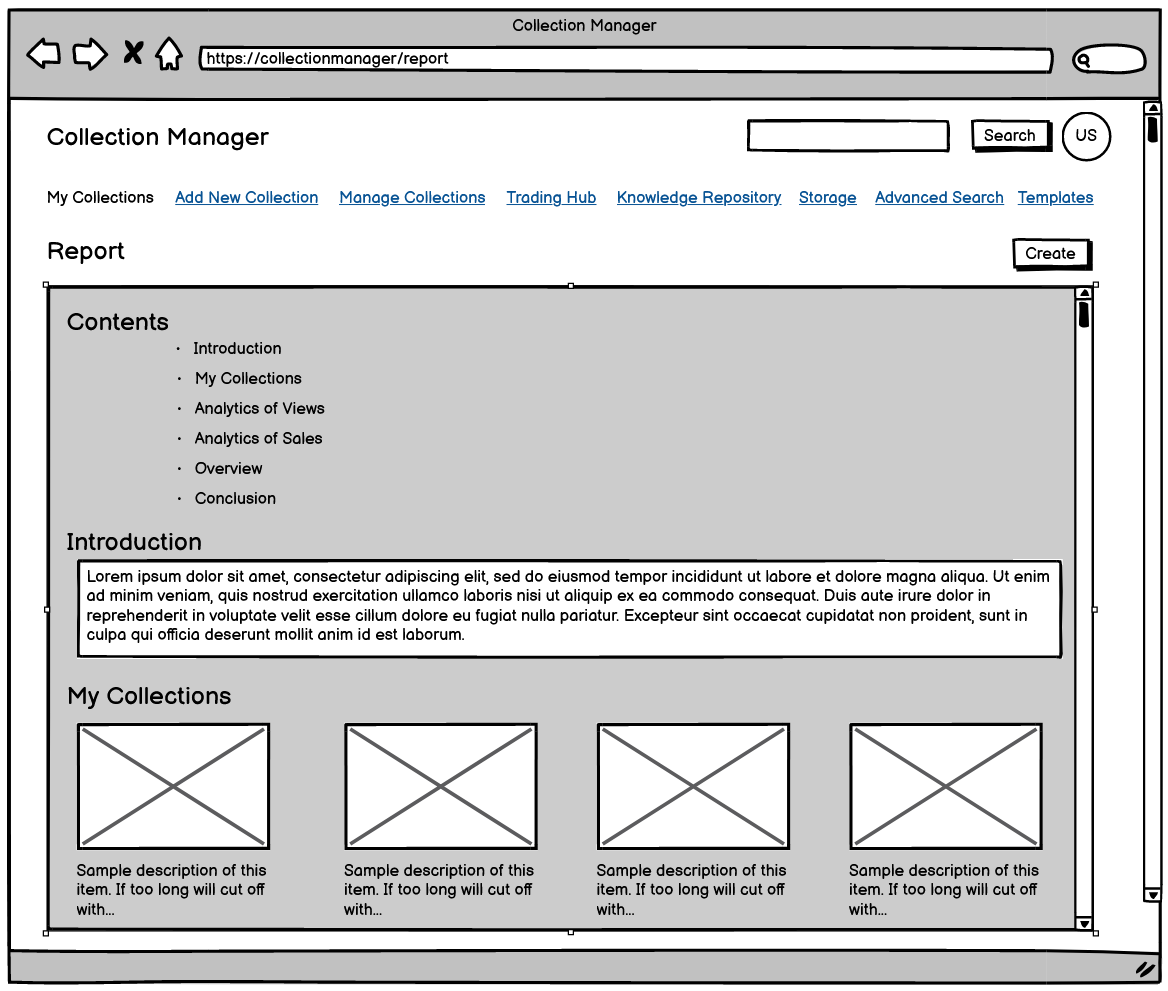 Collection Manager
https://collectionmanager/report
Collection Manager
Search
US
My Collections Add New Collection Manage Collections Trading Hub Knowledge Repository Storage Advanced Search Templates
Report
Create
Contents
· Introduction
· My Collections
· Analytics of Views
· Analytics of Sales
· Overview
· Conclusion
Introduction
Lorem ipsum dolor sit amet, consectetur adipiscing elit, sed do eiusmod tempor incididunt ut labore et dolore magna aliqua. Ut enim
ad minim veniam, quis nostrud exercitation ullamco laboris nisi ut aliquip ex ea commodo consequat. Duis aute irure dolor in
reprehenderit in voluptate velit esse cillum dolore eu fugiat nulla pariatur. Excepteur sint occaecat cupidatat non proident, sunt in
culpa qui officia deserunt mollit anim id est laborum.
My Collections
Sample description of this
item. If too long will cut off
with...
Sample description of this
item. If too long will cut off
with...
Sample description of this
item. If too long will cut off
with...
Sample description of this
item. If too long will cut off
with...